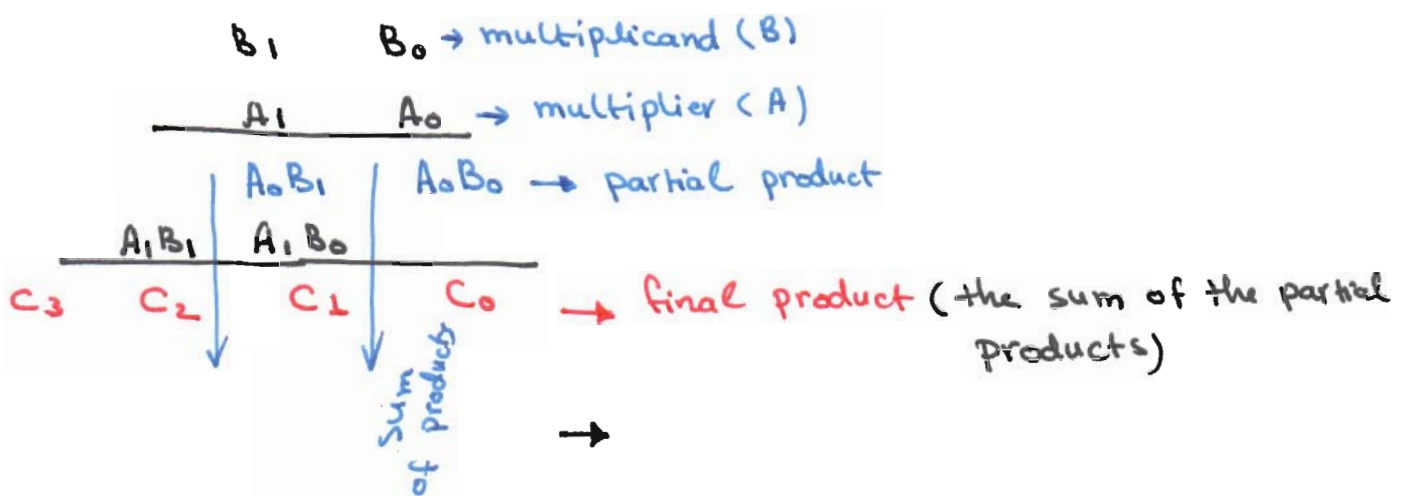 B₁ B₀ → multiplicand (B)
A₁ A₀ → multiplier (A)
A₀B₁ A₀B₀ → partial product
A₁B₁ A₁B₀
C₃ C₂ C₁ C₀ → final product (the sum of the partial
products)
Sum
of products
→